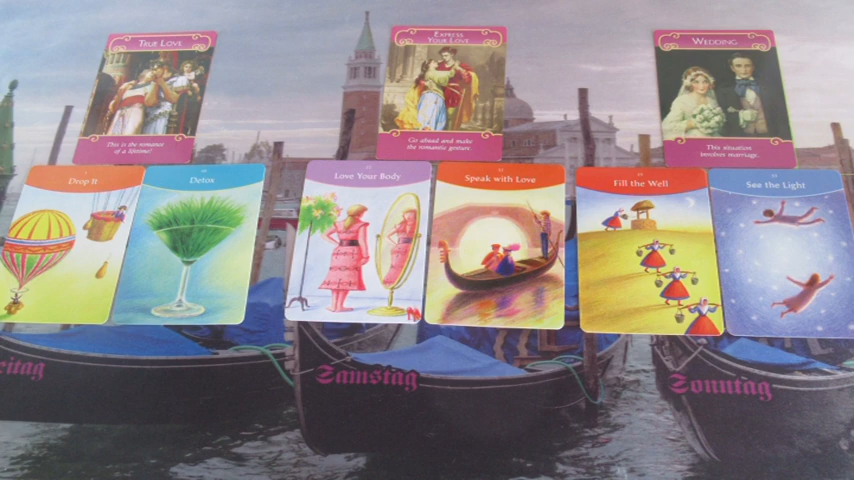 True Love
This is the romance
of a lifetime!
Express
Your Love
Go ahead and make
the romantic gesture.
Wedding
This situation
involves marriage.
Drop It
Detox
Love Your Body
Speak with Love
Fill the Well
See the Light
eitag
Samstag
Sonntag